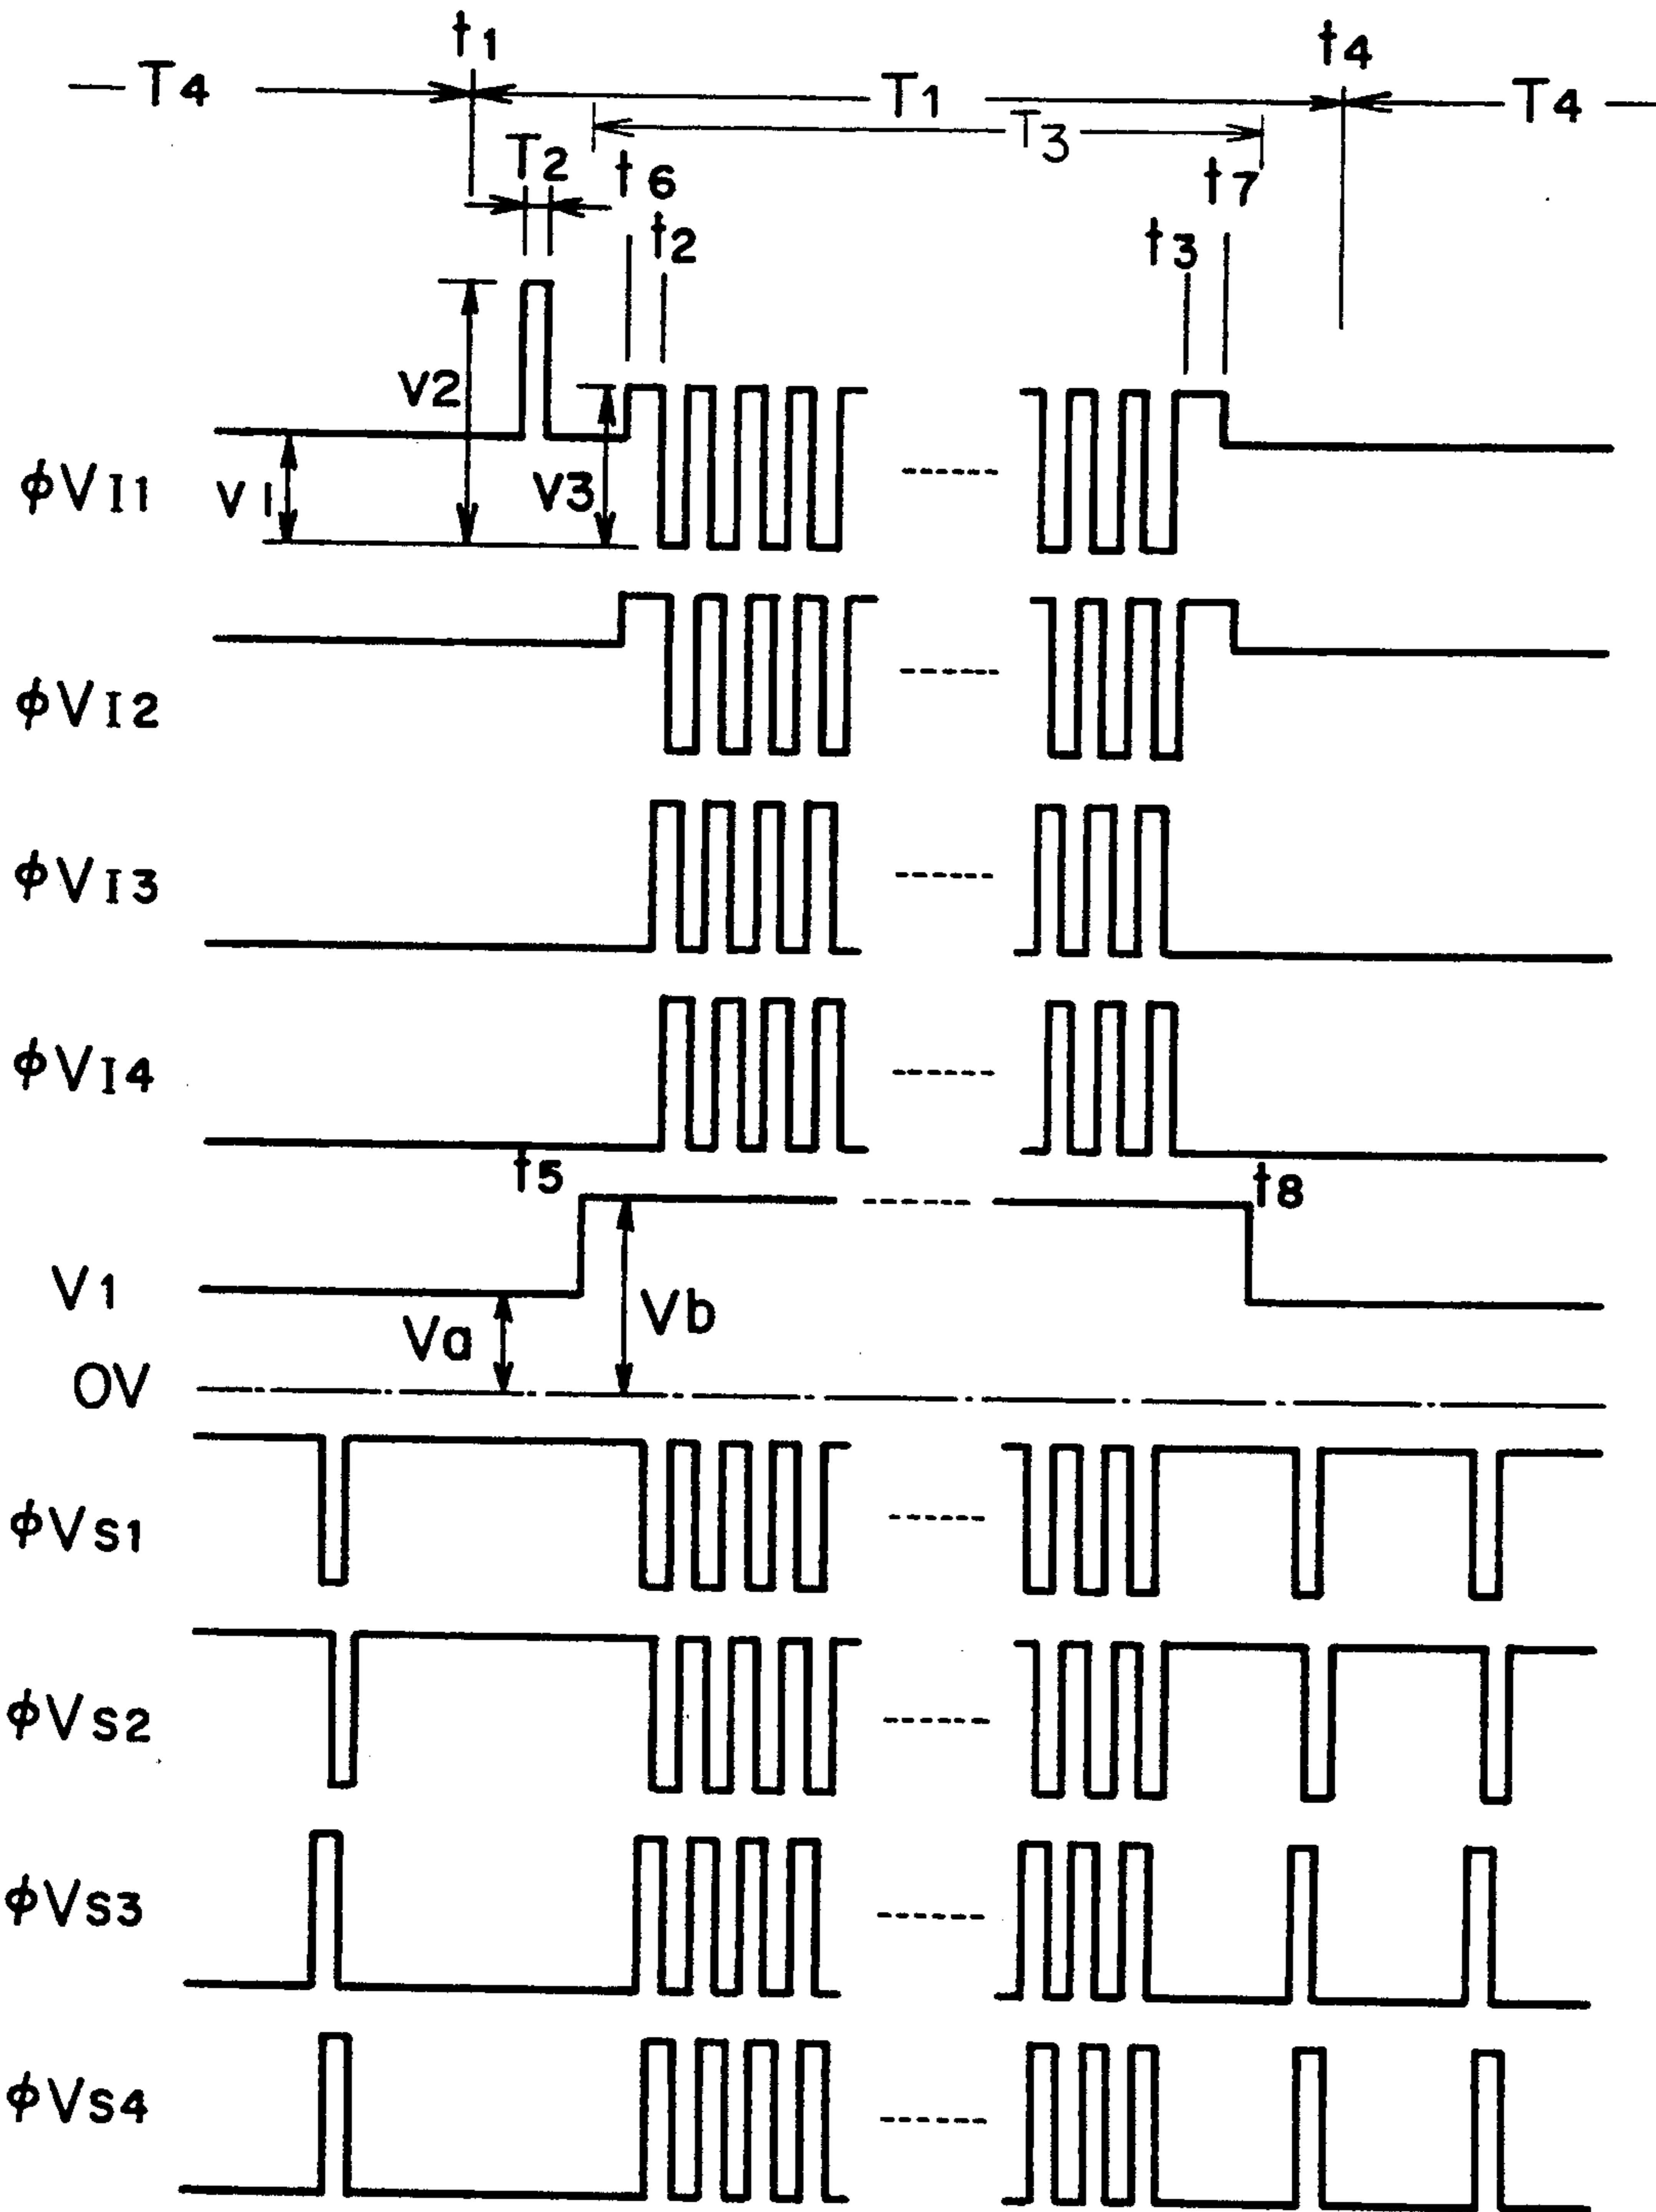 t1 t4
T4 T1 T4
T3
T2 t6 t7
t2 t3
V2
φVI1 V1 V3
φVI2
φVI3
φVI4
t5 t8
V1
Va Vb
OV
φVS1
φVS2
φVS3
φVS4